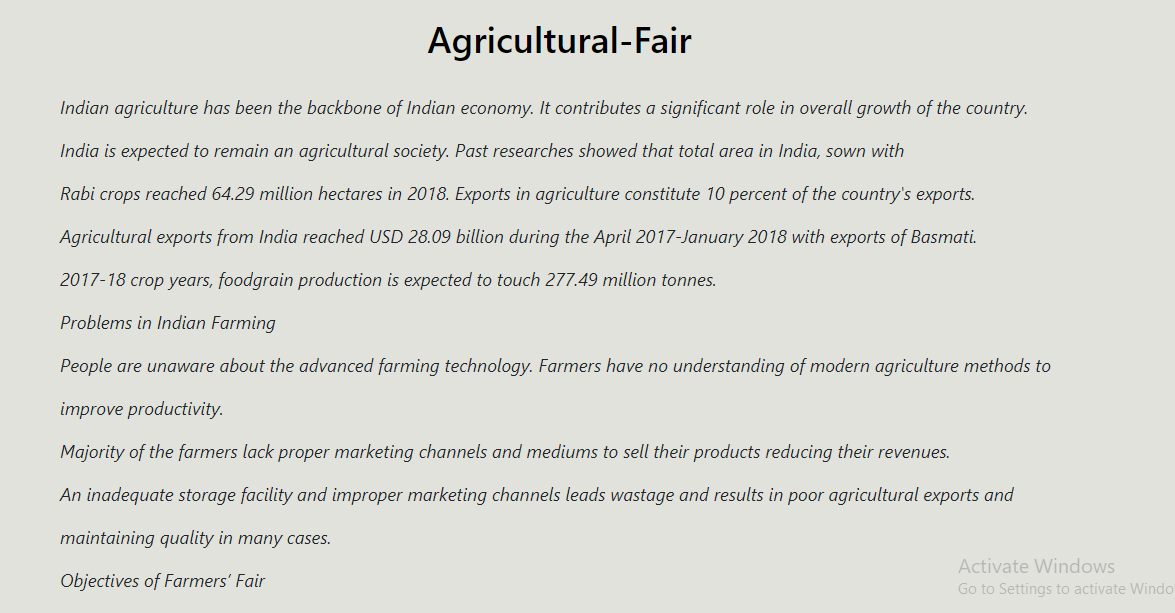 Agricultural-Fair
Indian agriculture has been the backbone of Indian economy. It contributes a significant role in overall growth of the country.
India is expected to remain an agricultural society. Past researches showed that total area in India, sown with
Rabi crops reached 64.29 million hectares in 2018. Exports in agriculture constitute 10 percent of the country's exports.
Agricultural exports from India reached USD 28.09 billion during the April 2017-January 2018 with exports of Basmati.
2017-18 crop years, foodgrain production is expected to touch 277.49 million tonnes.
Problems in Indian Farming
People are unaware about the advanced farming technology. Farmers have no understanding of modern agriculture methods to
improve productivity.
Majority of the farmers lack proper marketing channels and mediums to sell their products reducing their revenues.
An inadequate storage facility and improper marketing channels leads wastage and results in poor agricultural exports and
maintaining quality in many cases.
Objectives of Farmers’ Fair
Activate Windows
Go to Settings to activate Windo